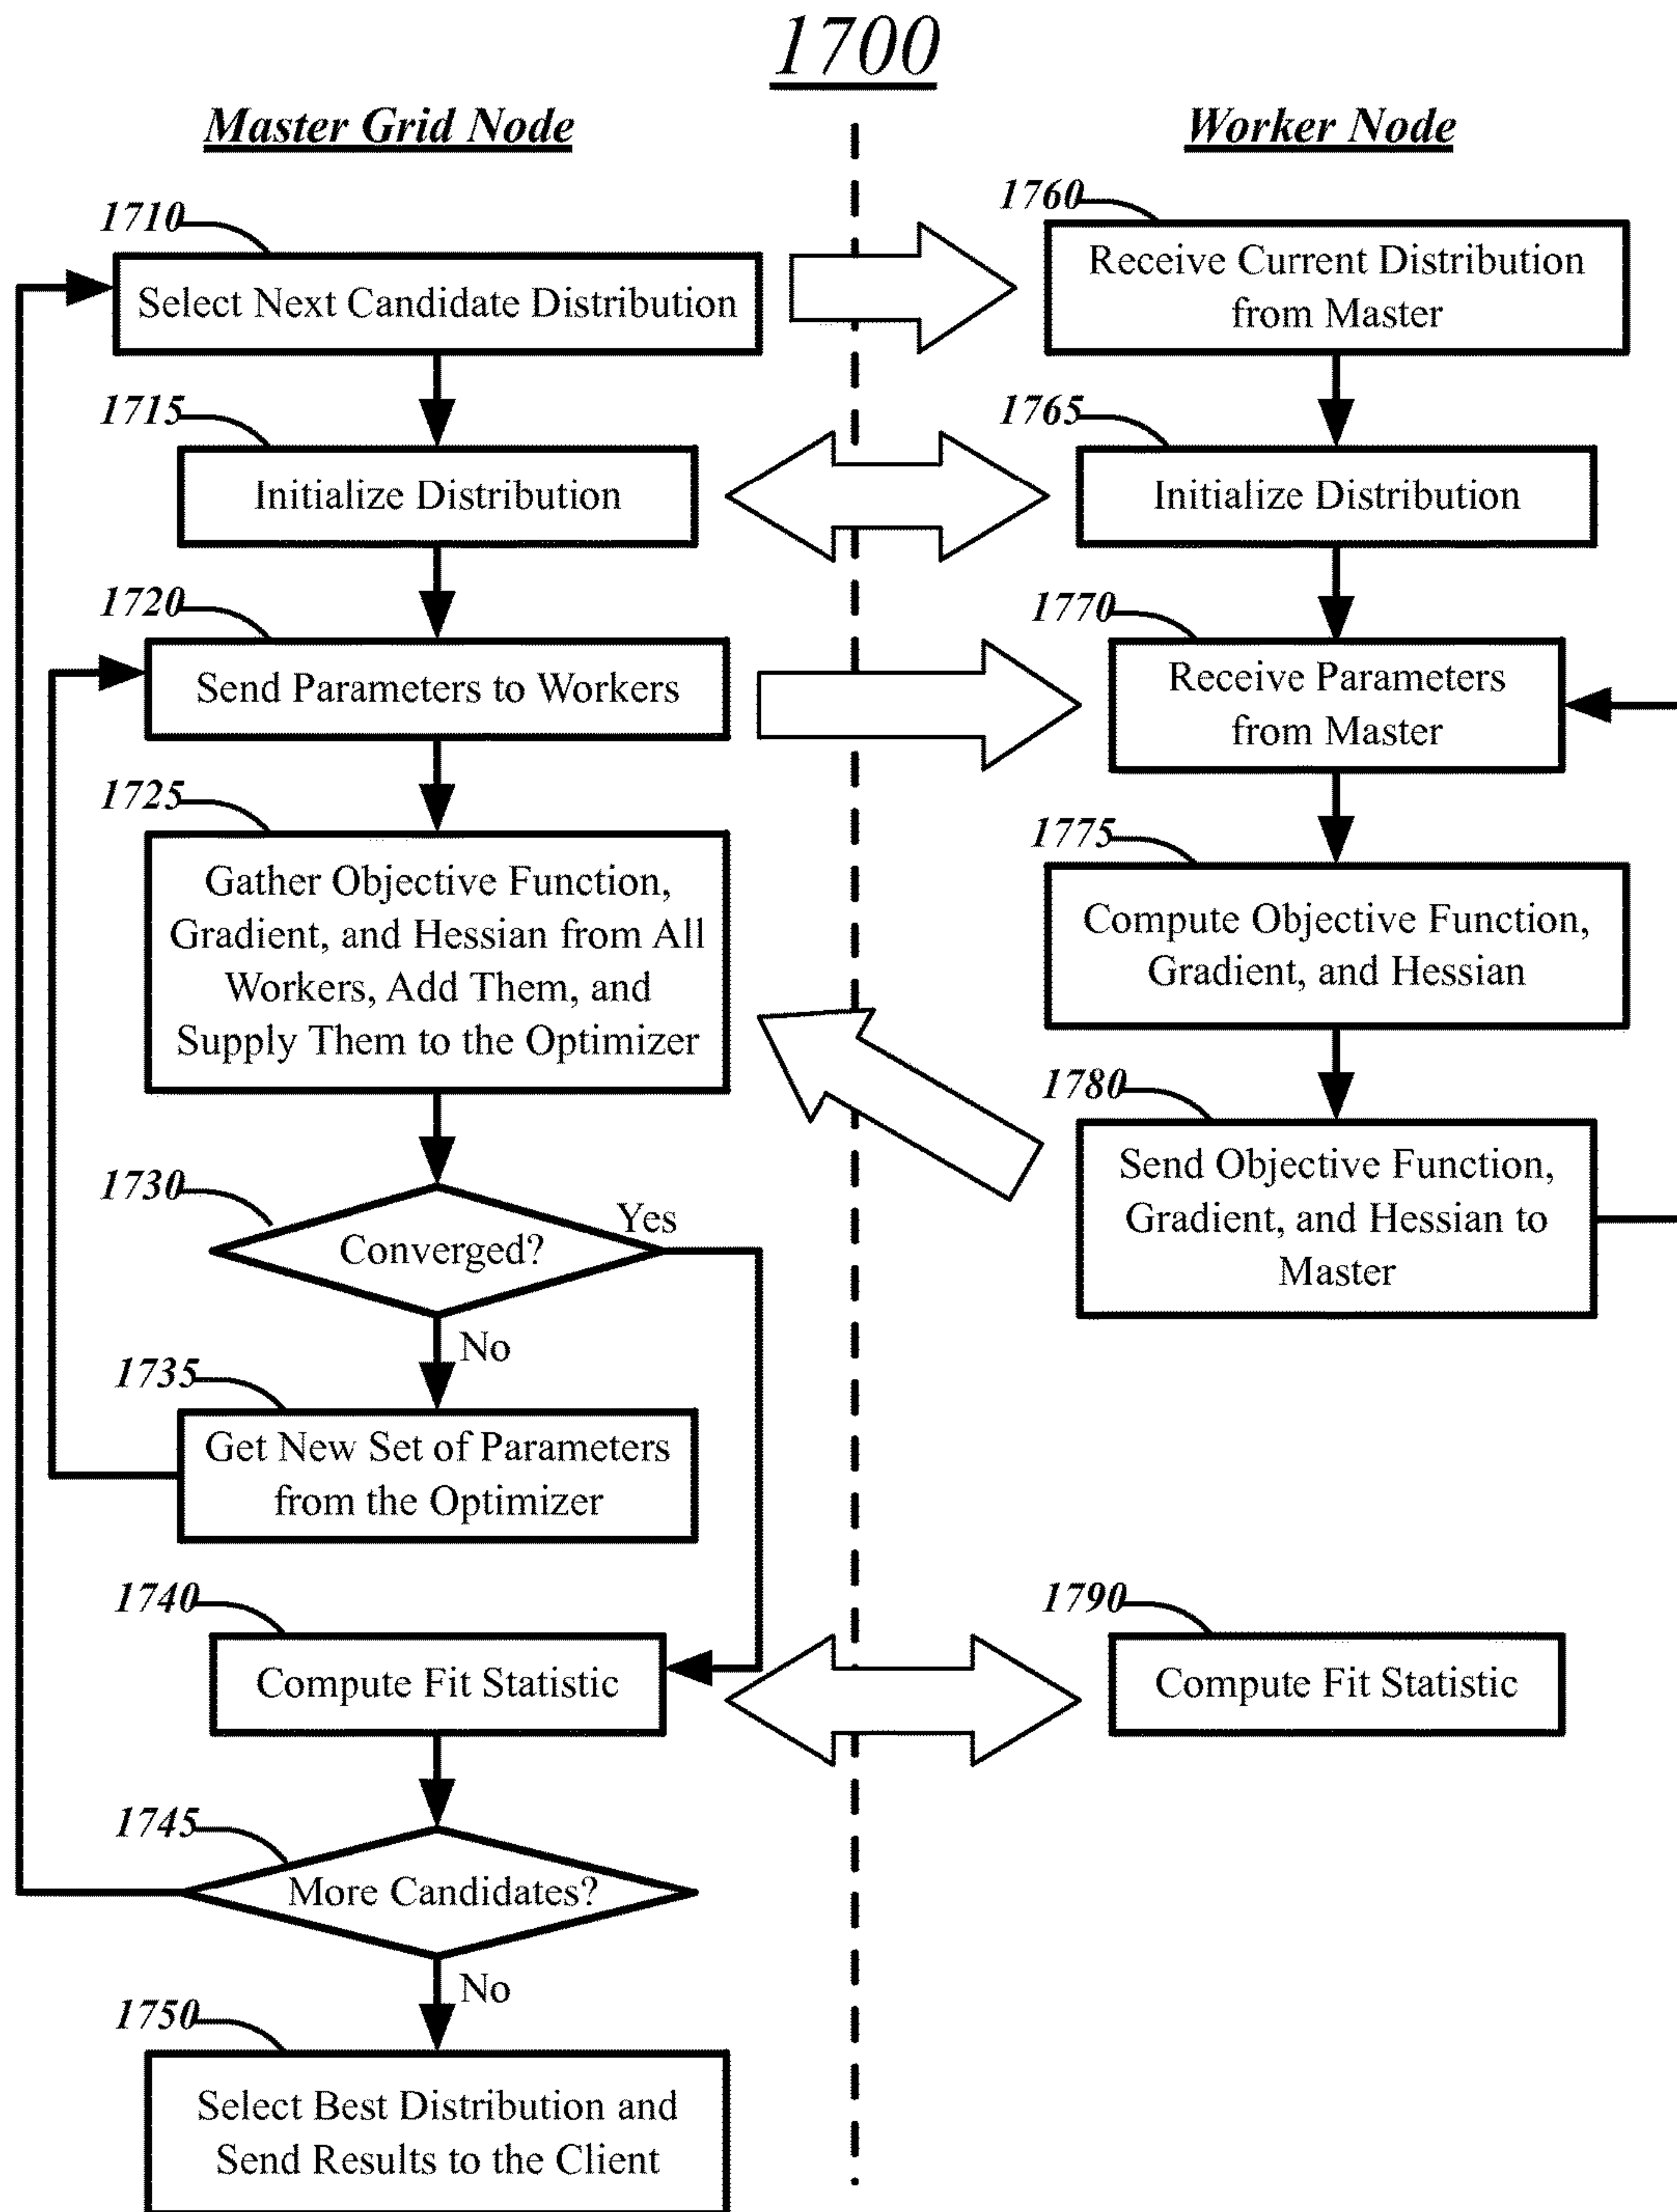 1700
Master Grid Node
Worker Node
1710
Select Next Candidate Distribution
1760
Receive Current Distribution
from Master
1715
Initialize Distribution
1765
Initialize Distribution
1720
Send Parameters to Workers
1770
Receive Parameters
from Master
1725
Gather Objective Function,
Gradient, and Hessian from All
Workers, Add Them, and
Supply Them to the Optimizer
1775
Compute Objective Function,
Gradient, and Hessian
1780
Send Objective Function,
Gradient, and Hessian to
Master
1730
Converged?
Yes
No
1735
Get New Set of Parameters
from the Optimizer
1740
Compute Fit Statistic
1790
Compute Fit Statistic
1745
More Candidates?
No
1750
Select Best Distribution and
Send Results to the Client